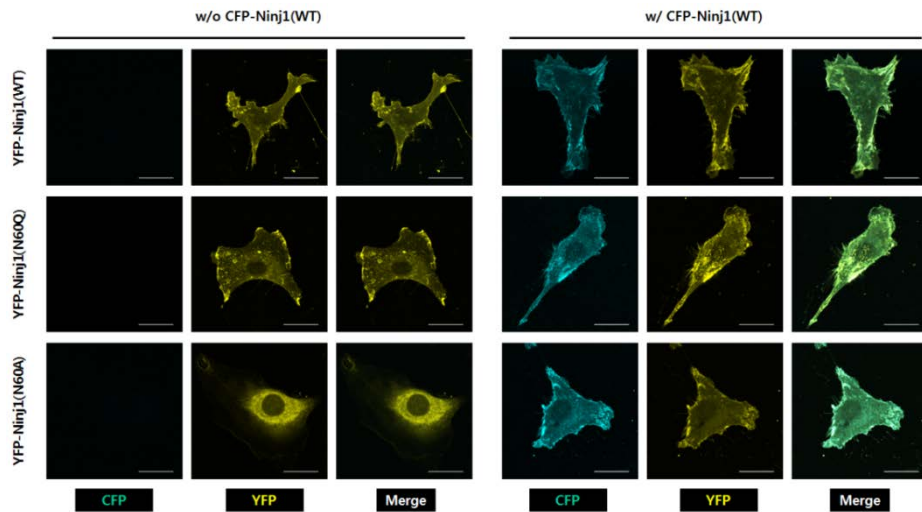 w/o CFP-Ninj1(WT)
w/ CFP-Ninj1(WT)
YFP-Ninj1(WT)
YFP-Ninj1(N60Q)
YFP-Ninj1(N60A)
CFP
YFP
Merge
CFP
YFP
Merge